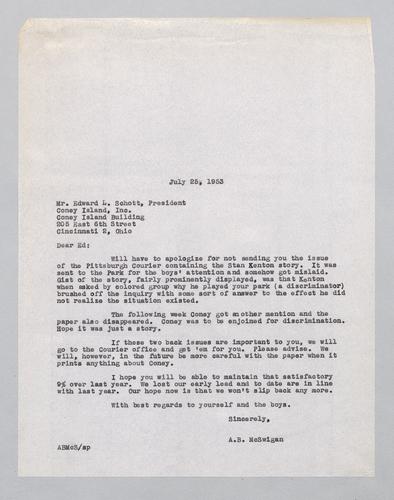 July 25, 1953
Mr. Edward L. Schott, President
Coney Island, Inc.
Coney Island Building
205 East 6th Street
Cincinnati 2, Ohio
Dear Ed:
Will have to apologize for not sending you the issue
of the Pittsburgh Courier containing the Stan Kenton story. It was
sent to the Park for the boys' attention and somehow got mislaid.
Gist of the story, fairly prominently displayed, was that Kenton
when asked by colored group why he played your park (a discriminator)
brushed off the inquiry with some sort of answer to the effect he did
not realize the situation existed.
The following week Coney got another mention and the
paper also disappeared. Coney was to be enjoined for discrimination.
Hope it was just a story.
If these two back issues are important to you, we will
go to the Courier office and get 'em for you. Please advise. We
will, however, in the future be more careful with the paper when it
prints anything about Coney.
I hope you will be able to maintain that satisfactory
9% over last year. We lost our early lead and to date are in line
with last year. Our hope now is that we won't slip back any more.
With best regards to yourself and the boys.
Sincerely,
A.B. McSwigan
ABMcS/sp